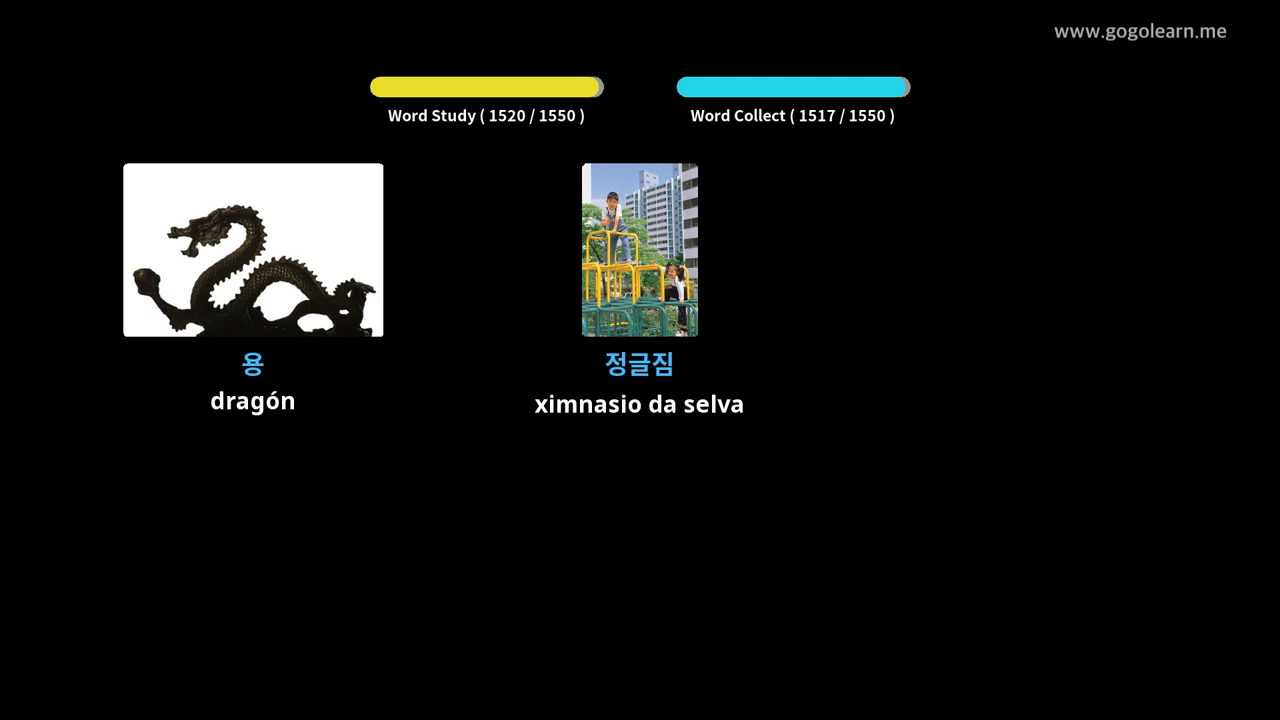 www.gogolearn.me
Word Study ( 1520 / 1550 )
Word Collect ( 1517 / 1550 )
용
dragón
정글짐
ximnasio da selva